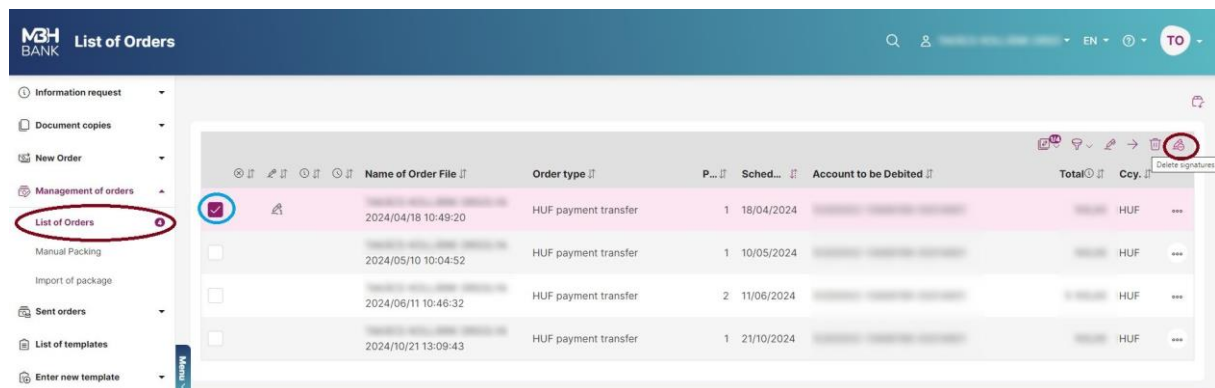 MBH
BANK
List of Orders
EN
TO
Information request
Document copies
New Order
Management of orders
List of Orders 4
Manual Packing
Import of package
Sent orders
List of templates
Enter new template
Menu
1/4
Delete signatures
Name of Order File Order type P... Sched... Account to be Debited Total Ccy.
2024/04/18 10:49:20 HUF payment transfer 1 18/04/2024 HUF
2024/05/10 10:04:52 HUF payment transfer 1 10/05/2024 HUF
2024/06/11 10:46:32 HUF payment transfer 2 11/06/2024 HUF
2024/10/21 13:09:43 HUF payment transfer 1 21/10/2024 HUF